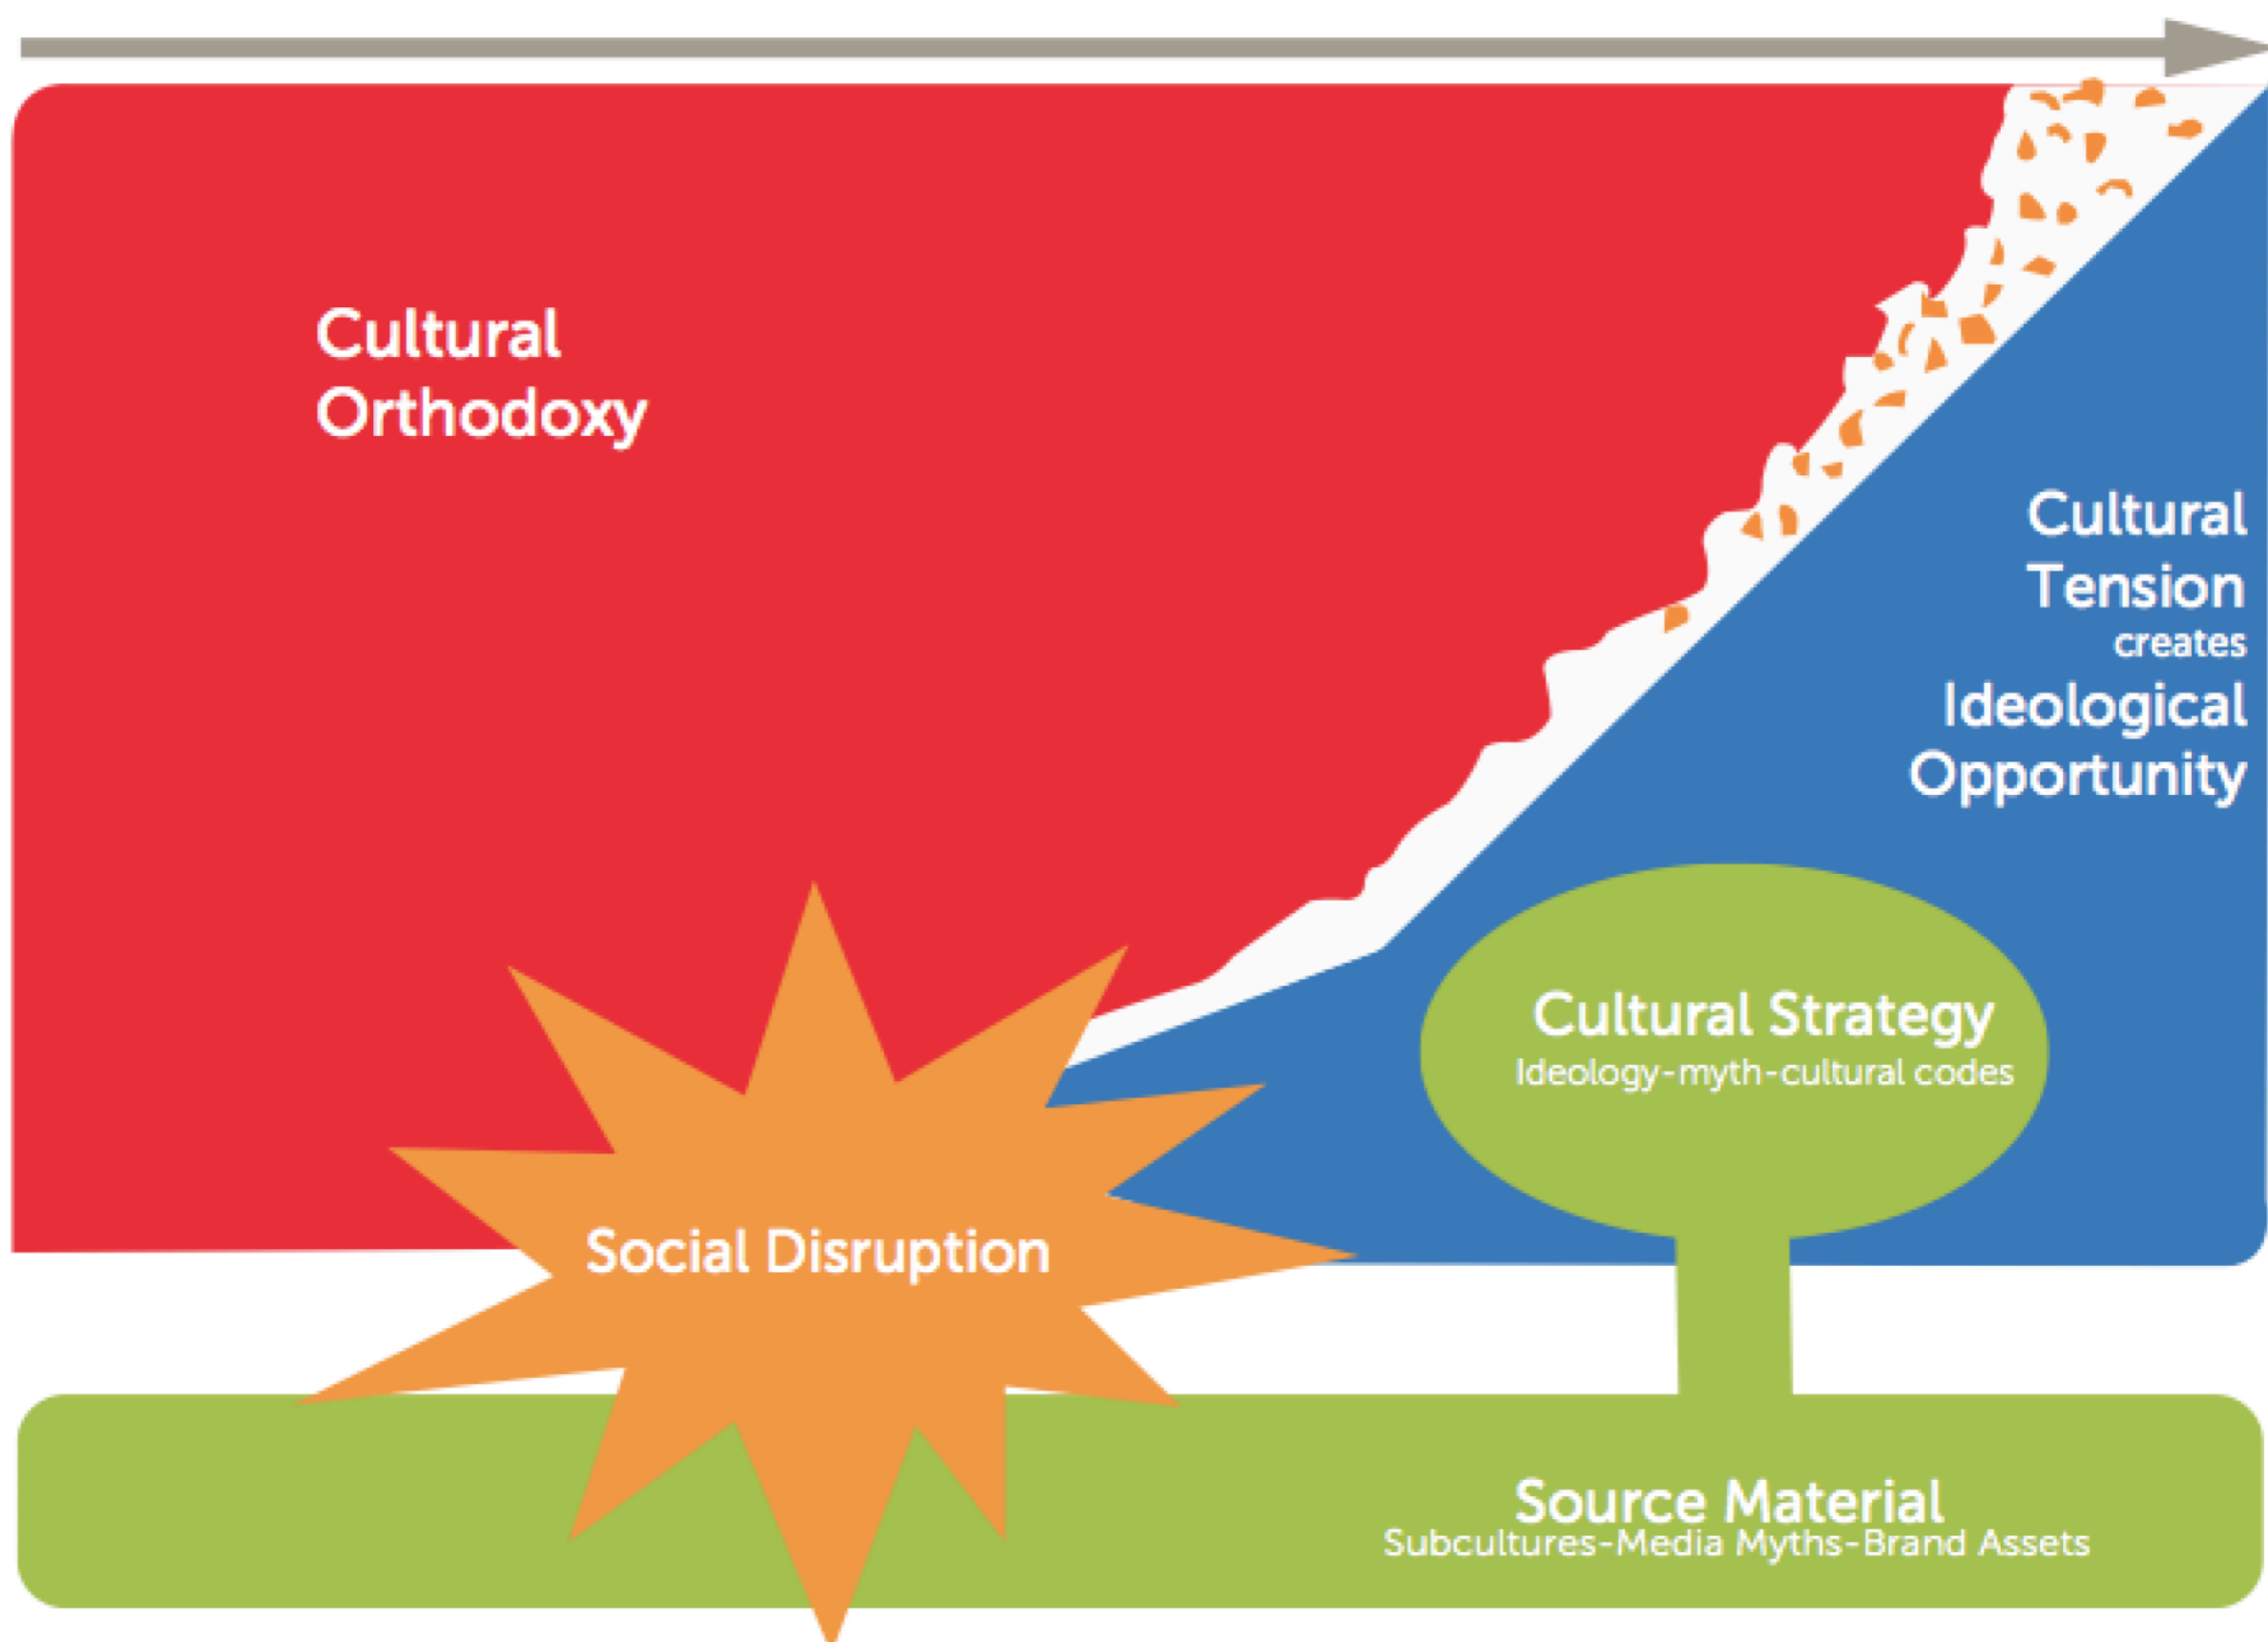 Cultural
Orthodoxy
Cultural
Tension
creates
Ideological
Opportunity
Cultural Strategy
Ideology-myth-cultural codes
Social Disruption
Source Material
Subcultures-Media Myths-Brand Assets